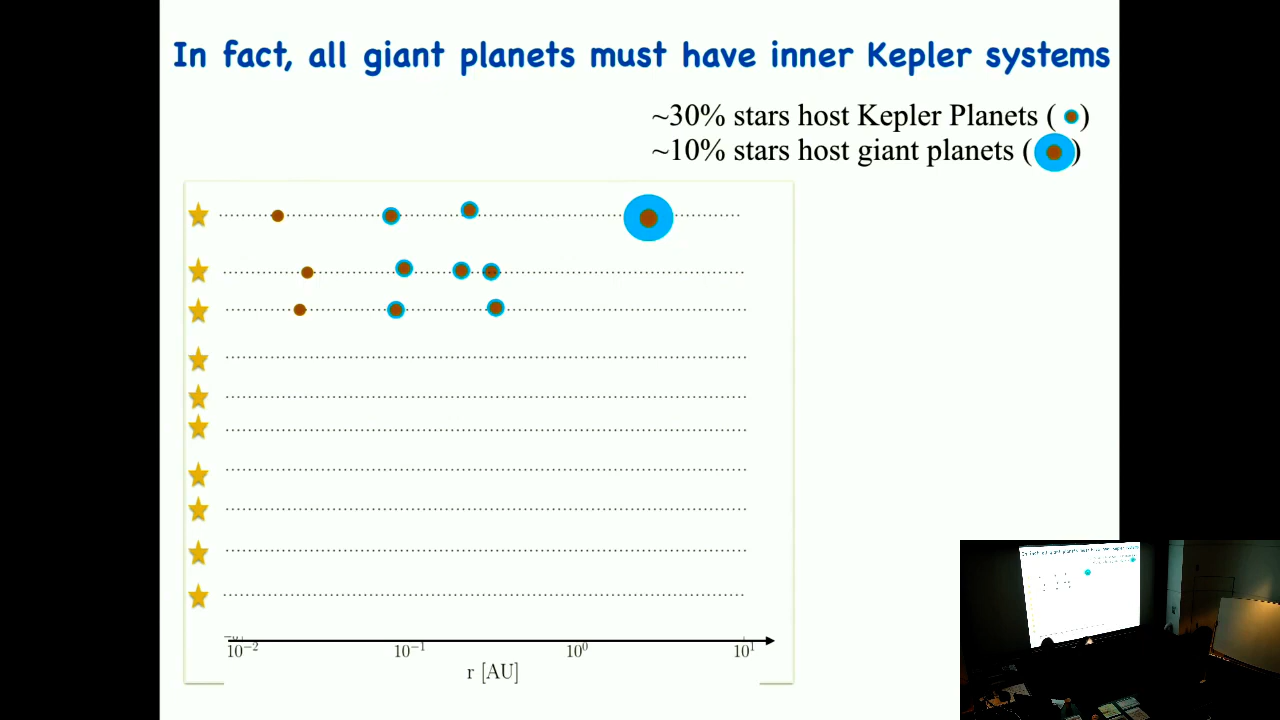 In fact, all giant planets must have inner Kepler systems
~30% stars host Kepler Planets ( )
~10% stars host giant planets ( )
10⁻² 10⁻¹ 10⁰ 10¹
r [AU]